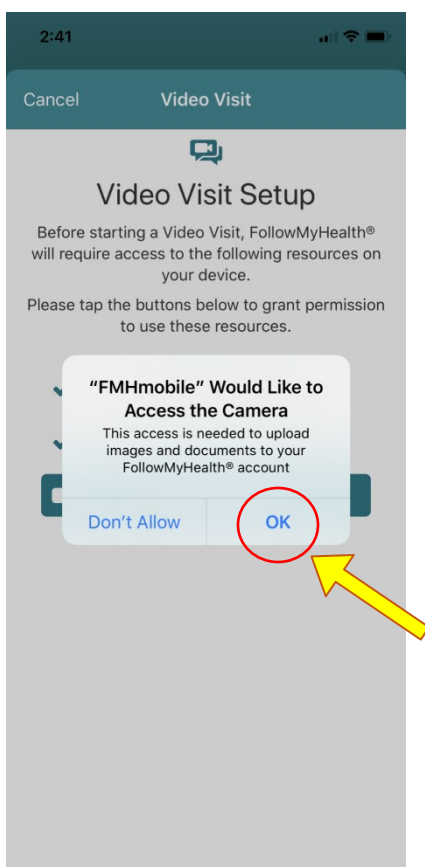 2:41
Cancel Video Visit
Video Visit Setup
Before starting a Video Visit, FollowMyHealth®
will require access to the following resources on
your device.
Please tap the buttons below to grant permission
to use these resources.
"FMHmobile" Would Like to
Access the Camera
This access is needed to upload
images and documents to your
FollowMyHealth® account
Don't Allow OK